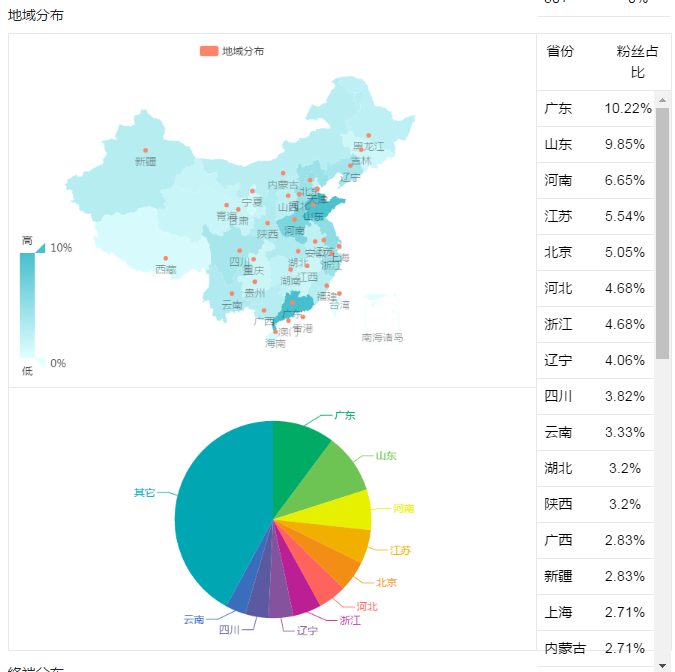 地域分布
地域分布
黑龙江
吉林
新疆
辽宁
内蒙古
北京
天津
宁夏
山西
河北
青海
甘肃
山东
陕西
河南
高
10%
四川
重庆
湖北
上海
浙江
西藏
湖南
江西
贵州
福建
云南
台湾
广西
广东
澳门
香港
海南
南海诸岛
0%
低
广东
山东
其它
河南
江苏
北京
河北
云南
浙江
四川
辽宁
省份 粉丝占
比
广东 10.22%
山东 9.85%
河南 6.65%
江苏 5.54%
北京 5.05%
河北 4.68%
浙江 4.68%
辽宁 4.06%
四川 3.82%
云南 3.33%
湖北 3.2%
陕西 3.2%
广西 2.83%
新疆 2.83%
上海 2.71%
内蒙古 2.71%